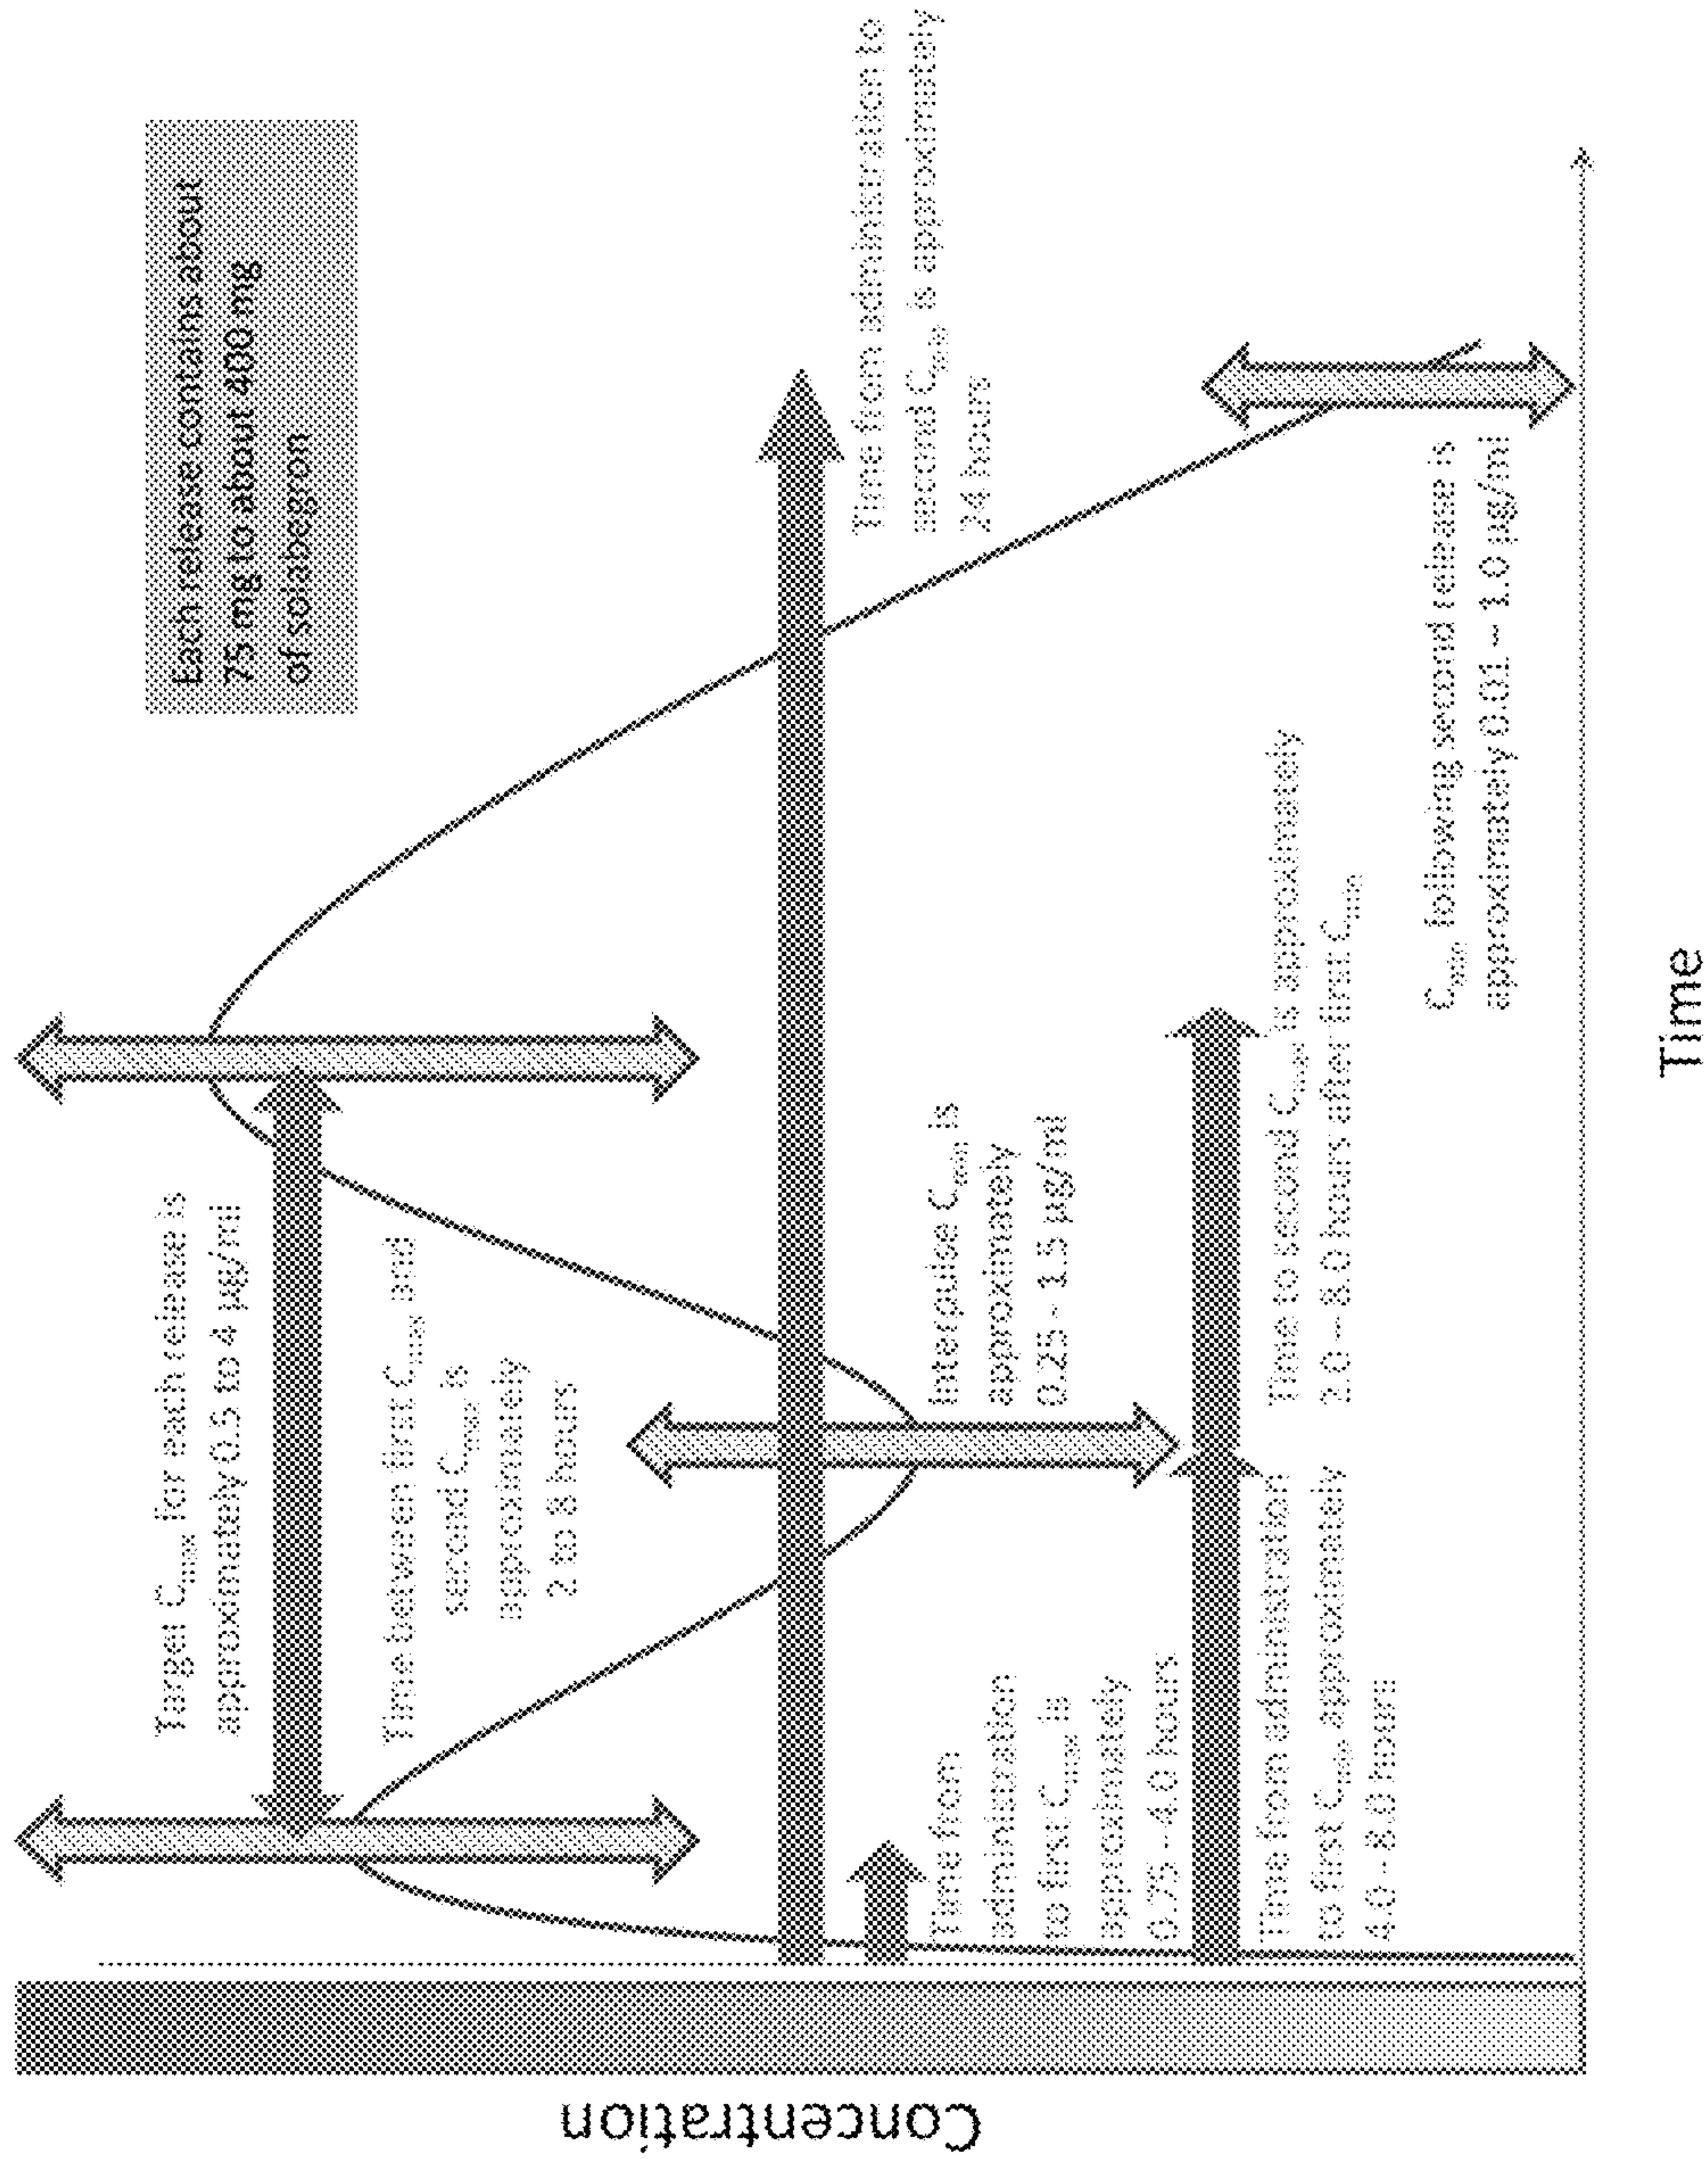 Concentration
Each release contains about
75 mg to about 400 mg
of solabegron
Target Cmax for each release is
approximately 0.5 to 4 µg/ml
Time between first Cmax and
second Cmax is
approximately
2 to 8 hours
Time from administration to
second Cmin is approximately
24 hours
Time from
administration
to first Cmax is
approximately
0.75 - 4.0 hours
Interpulse Cmin is
approximately
0.25 - 1.5 µg/ml
Time from administration
to first Cmin approximately
4.0 - 8.0 hours
Time to second Cmax is approximately
2.0 – 8.0 hours after first Cmin
Cmin following second release is
approximately 0.01 – 1.0 µg/ml
Time